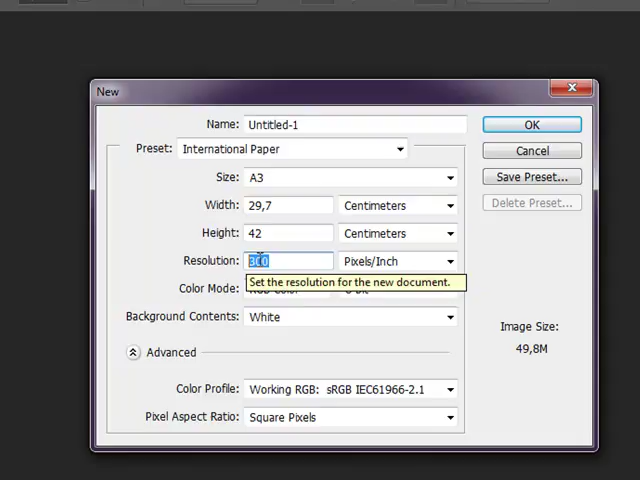 New
Name: Untitled-1
OK
Preset: International Paper
Cancel
Size: A3
Save Preset...
Width: 29,7 Centimeters
Delete Preset...
Height: 42 Centimeters
Resolution: 300 Pixels/Inch
Set the resolution for the new document.
Color Mode:
Background Contents: White
Image Size:
49,8M
Advanced
Color Profile: Working RGB: sRGB IEC61966-2.1
Pixel Aspect Ratio: Square Pixels